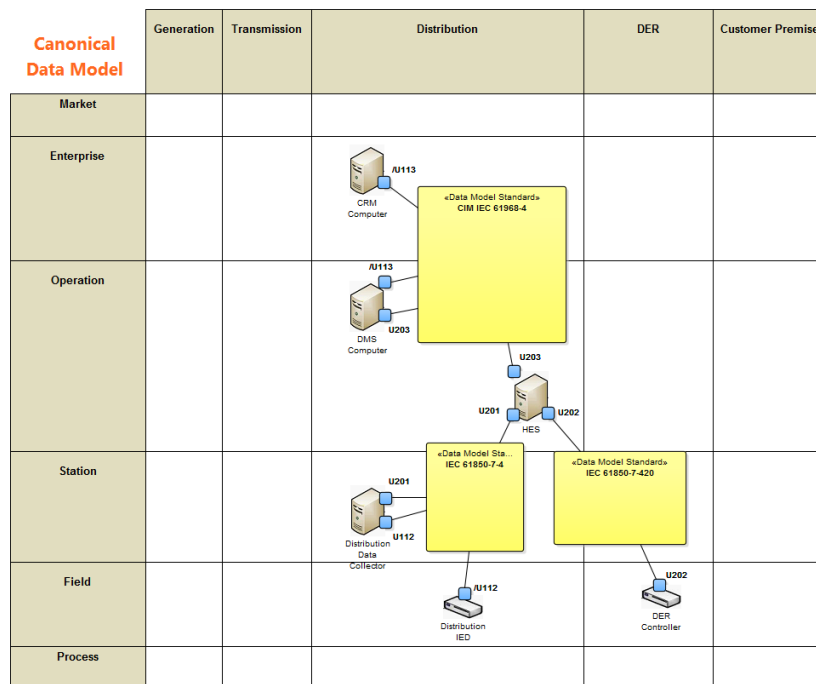 Canonical
Data Model
Generation
Transmission
Distribution
DER
Customer Premise
Market
Enterprise
/U113
CRM
Computer
«Data Model Standard»
CIM IEC 61968-4
Operation
/U113
U203
DMS
Computer
U203
U201
U202
HES
Station
«Data Model Sta...
IEC 61850-7-4
«Data Model Standard»
IEC 61850-7-420
U201
U112
Distribution
Data
Collector
Field
/U112
Distribution
IED
U202
DER
Controller
Process